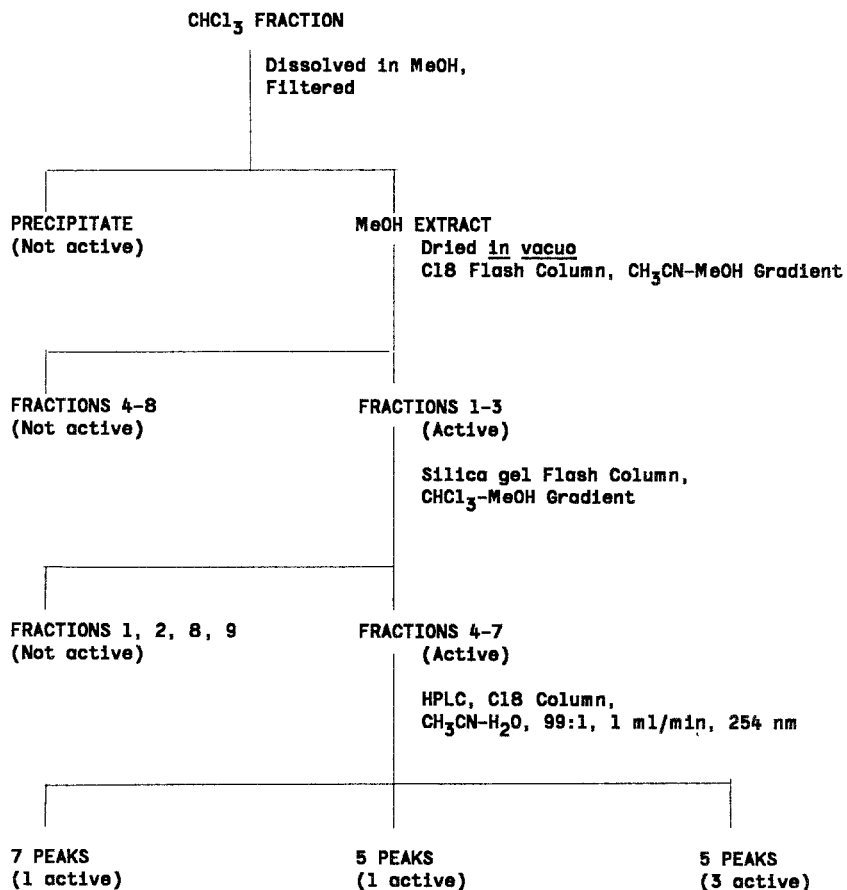 CHCl3 FRACTION
Dissolved in MeOH,
Filtered
PRECIPITATE
(Not active)
MeOH EXTRACT
Dried in vacuo
C18 Flash Column, CH3CN-MeOH Gradient
FRACTIONS 4-8
(Not active)
FRACTIONS 1-3
(Active)
Silica gel Flash Column,
CHCl3-MeOH Gradient
FRACTIONS 1, 2, 8, 9
(Not active)
FRACTIONS 4-7
(Active)
HPLC, C18 Column,
CH3CN-H2O, 99:1, 1 ml/min, 254 nm
7 PEAKS
(1 active)
5 PEAKS
(1 active)
5 PEAKS
(3 active)